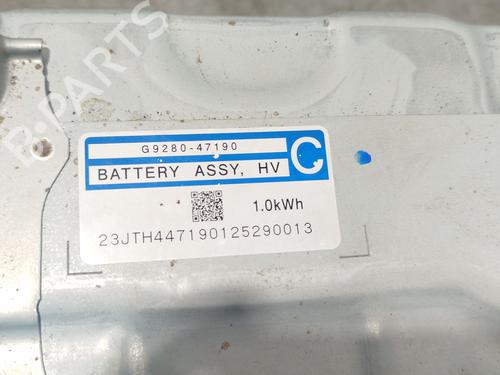 B-PARTS
G9280-47190
BATTERY ASSY, HV
C
1.0kWh
23JTH447190125290013